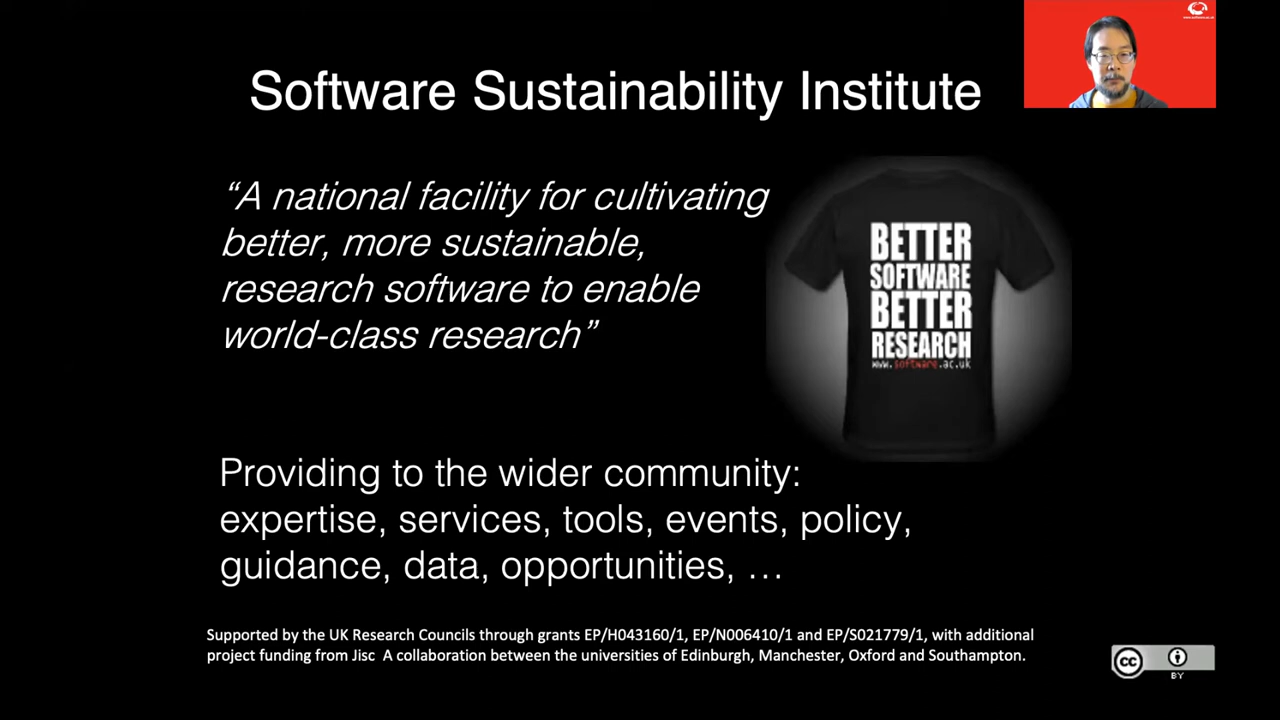 Software Sustainability Institute
“A national facility for cultivating
better, more sustainable,
research software to enable
world-class research”
BETTER
SOFTWARE
BETTER
RESEARCH
www.software.ac.uk
Providing to the wider community:
expertise, services, tools, events, policy,
guidance, data, opportunities, …
Supported by the UK Research Councils through grants EP/H043160/1, EP/N006410/1 and EP/S021779/1, with additional
project funding from Jisc  A collaboration between the universities of Edinburgh, Manchester, Oxford and Southampton.
cc
BY